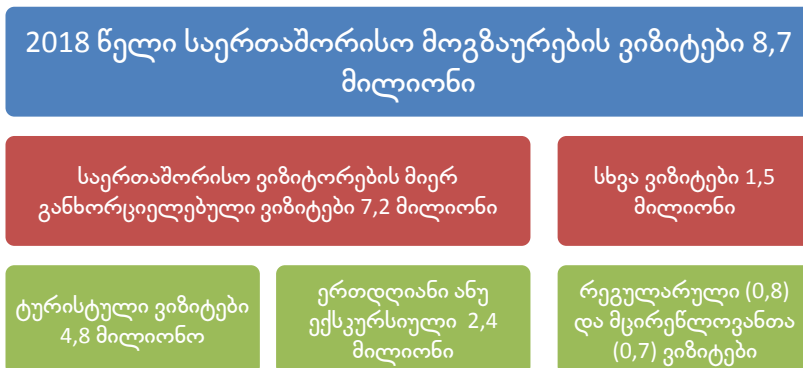 2018 წელი საერთაშორისო მოგზაურების ვიზიტები 8,7
მილიონი
საერთაშორისო ვიზიტორების მიერ
განხორციელებული ვიზიტები 7,2 მილიონი
სხვა ვიზიტები 1,5
მილიონი
ტურისტული ვიზიტები
4,8 მილიონო
ერთდღიანი ანუ
ექსკურსიული 2,4
მილიონი
რეგულარული (0,8)
და მცირეწლოვანთა
(0,7) ვიზიტები